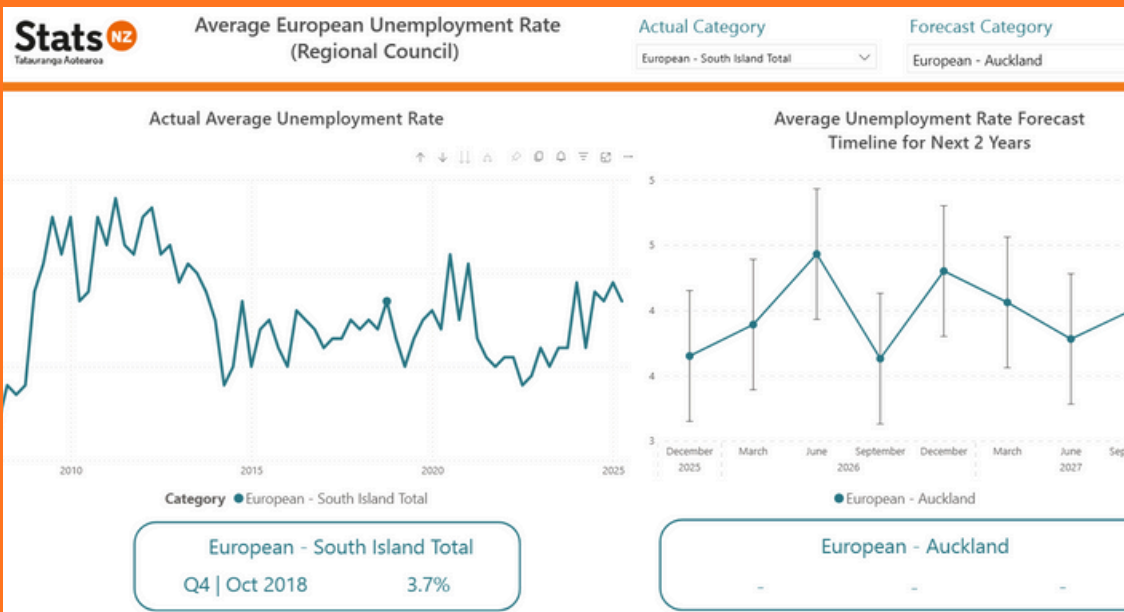 Stats NZ
Tatauranga Aotearoa
Average European Unemployment Rate
(Regional Council)
Actual Category
European - South Island Total
Forecast Category
European - Auckland
Actual Average Unemployment Rate
2010 2015 2020 2025
Category European - South Island Total
European - South Island Total
Q4 | Oct 2018 3.7%
Average Unemployment Rate Forecast
Timeline for Next 2 Years
5
5
4
4
3
December March June September December March June Sep
2025 2026 2027
European - Auckland
European - Auckland
- - -